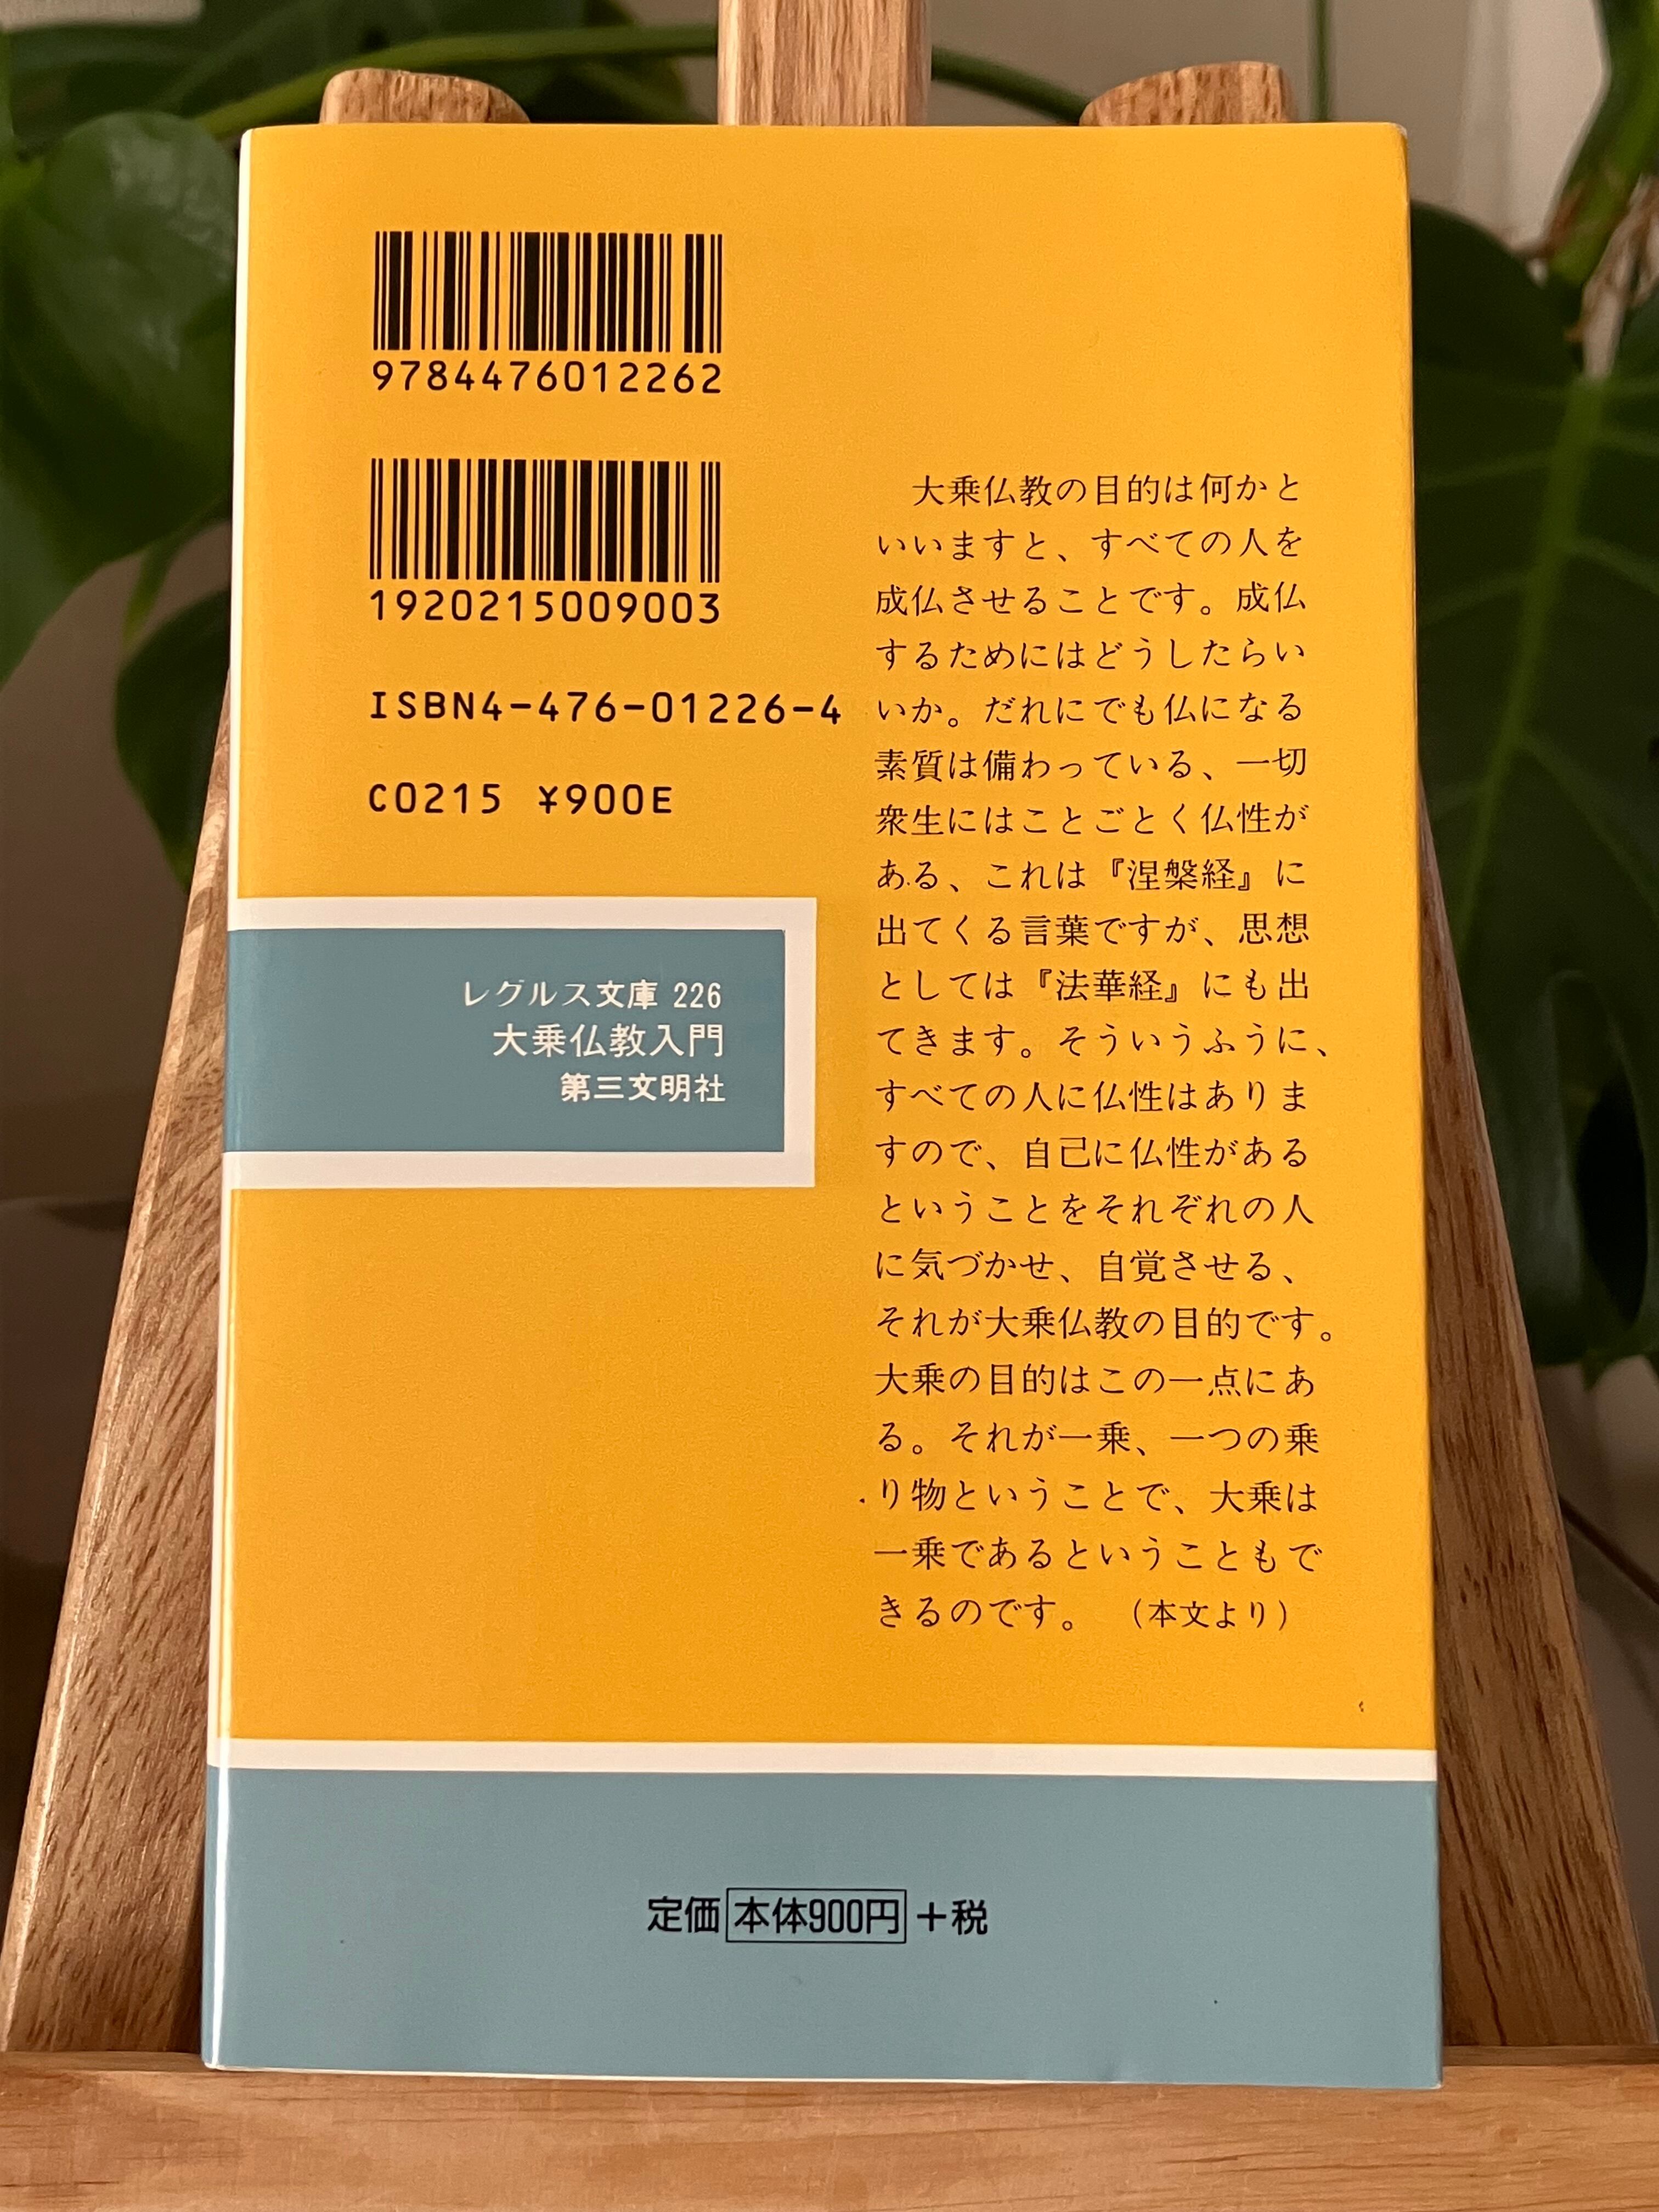 9784476012262
1920215009003
ISBN4-476-01226-4
C0215 ¥900E
レグルス文庫 226
大乗仏教入門
第三文明社
大乗仏教の目的は何かと
いいますと、すべての人を
成仏させることです。成仏
するためにはどうしたらい
いか。だれにでも仏になる
素質は備わっている、一切
衆生にはことごとく仏性が
ある、これは『涅槃経』に
出てくる言葉ですが、思想
としては『法華経』にも出
てきます。そういうふうに、
すべての人に仏性はありま
すので、自己に仏性がある
ということをそれぞれの人
に気づかせ、自覚させる、
それが大乗仏教の目的です。
大乗の目的はこの一点にあ
る。それが一乗、一つの乗
り物ということで、大乗は
一乗であるということもで
きるのです。 （本文より）
定価 本体900円 +税